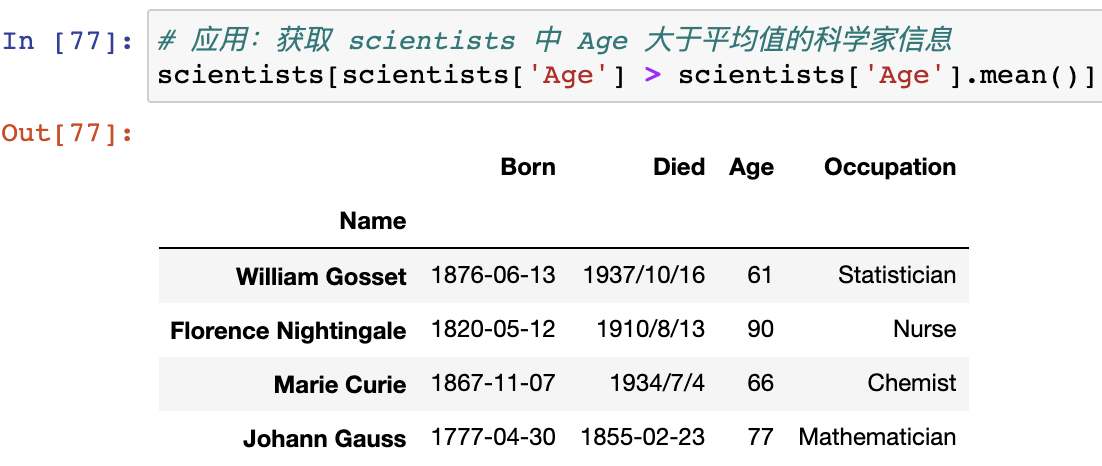 In [77]: # 应用：获取 scientists 中 Age 大于平均值的科学家信息
scientists[scientists['Age'] > scientists['Age'].mean()]
Out[77]:
Born Died Age Occupation
Name
William Gosset 1876-06-13 1937/10/16 61 Statistician
Florence Nightingale 1820-05-12 1910/8/13 90 Nurse
Marie Curie 1867-11-07 1934/7/4 66 Chemist
Johann Gauss 1777-04-30 1855-02-23 77 Mathematician